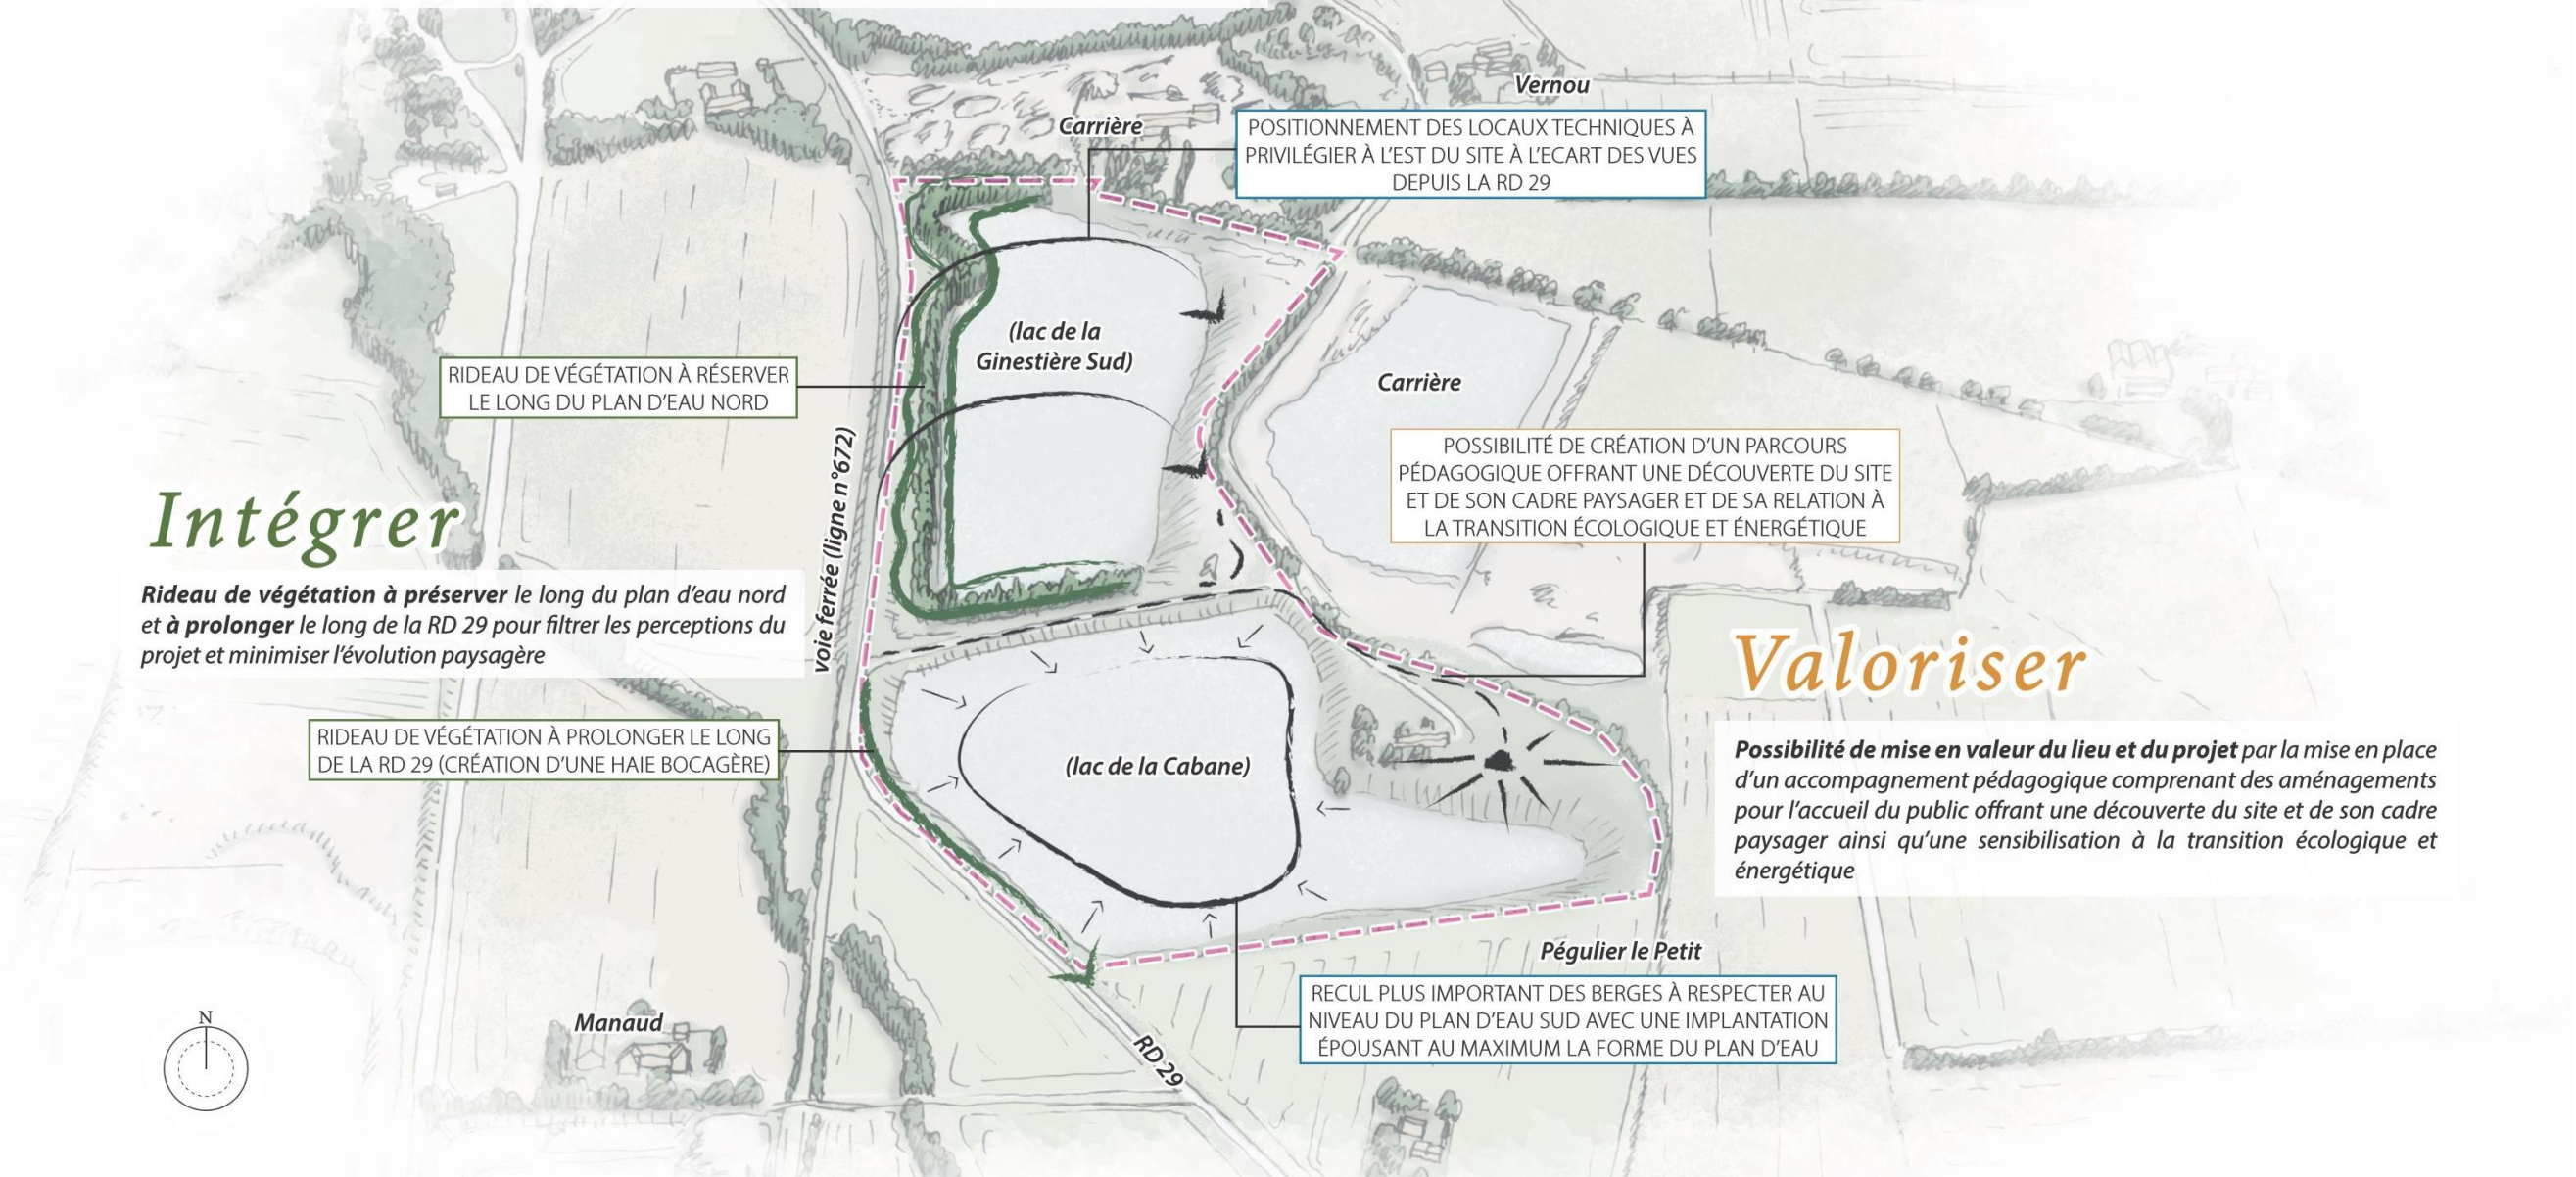 Vernou
Carrière
POSITIONNEMENT DES LOCAUX TECHNIQUES À
PRIVILÉGIER À L'EST DU SITE À L'ECART DES VUES
DEPUIS LA RD 29
(lac de la
Ginestière Sud)
RIDEAU DE VÉGÉTATION À RÉSERVER
LE LONG DU PLAN D'EAU NORD
Carrière
POSSIBILITÉ DE CRÉATION D'UN PARCOURS
PÉDAGOGIQUE OFFRANT UNE DÉCOUVERTE DU SITE
ET DE SON CADRE PAYSAGER ET DE SA RELATION À
LA TRANSITION ÉCOLOGIQUE ET ÉNERGÉTIQUE
voie ferrée (ligne n°672)
Intégrer
Rideau de végétation à préserver le long du plan d'eau nord
et à prolonger le long de la RD 29 pour filtrer les perceptions du
projet et minimiser l'évolution paysagère
RIDEAU DE VÉGÉTATION À PROLONGER LE LONG
DE LA RD 29 (CRÉATION D'UNE HAIE BOCAGÈRE)
(lac de la Cabane)
Valoriser
Possibilité de mise en valeur du lieu et du projet par la mise en place
d'un accompagnement pédagogique comprenant des aménagements
pour l'accueil du public offrant une découverte du site et de son cadre
paysager ainsi qu'une sensibilisation à la transition écologique et
énergétique
Pégulier le Petit
RECUL PLUS IMPORTANT DES BERGES À RESPECTER AU
NIVEAU DU PLAN D'EAU SUD AVEC UNE IMPLANTATION
ÉPOUSANT AU MAXIMUM LA FORME DU PLAN D'EAU
Manaud
RD 29
N